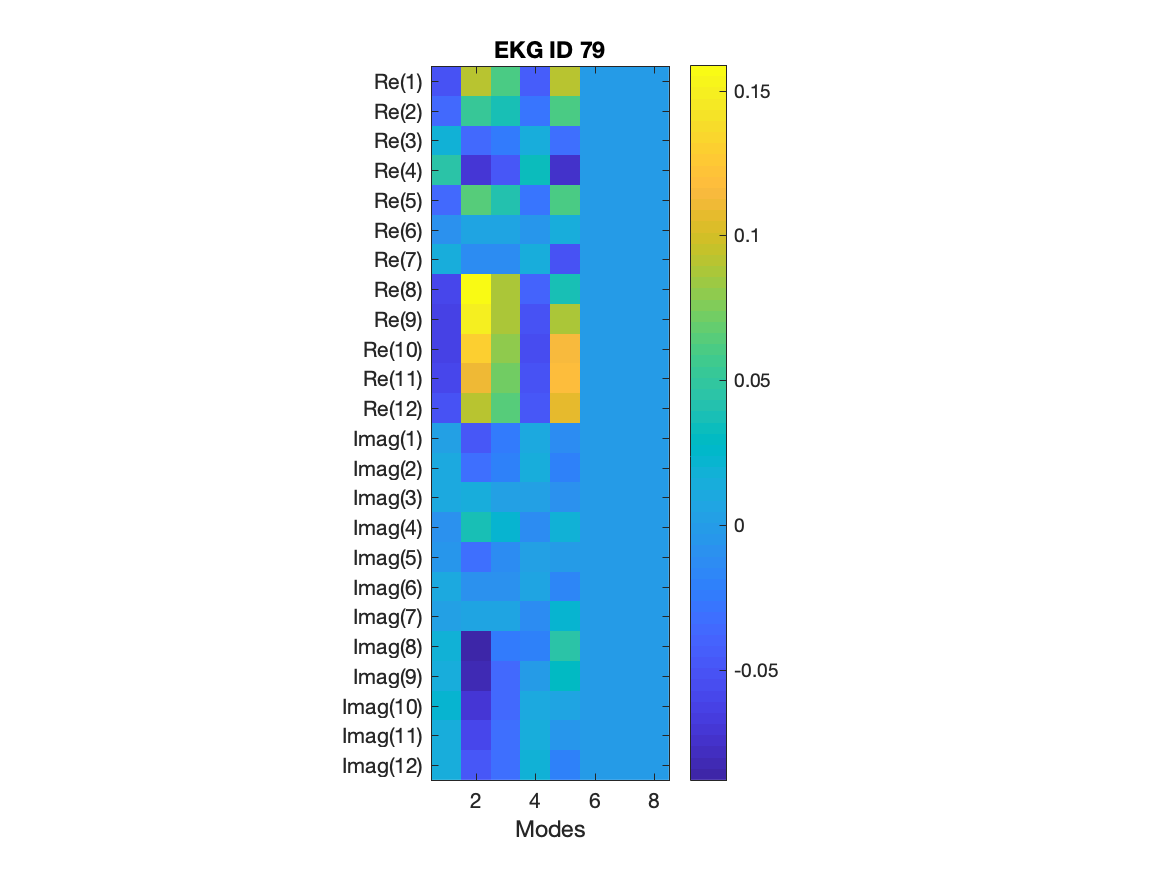 EKG ID 79
Re(1)
Re(2)
Re(3)
Re(4)
Re(5)
Re(6)
Re(7)
Re(8)
Re(9)
Re(10)
Re(11)
Re(12)
Imag(1)
Imag(2)
Imag(3)
Imag(4)
Imag(5)
Imag(6)
Imag(7)
Imag(8)
Imag(9)
Imag(10)
Imag(11)
Imag(12)
2 4 6 8
Modes
0.15
0.1
0.05
0
-0.05